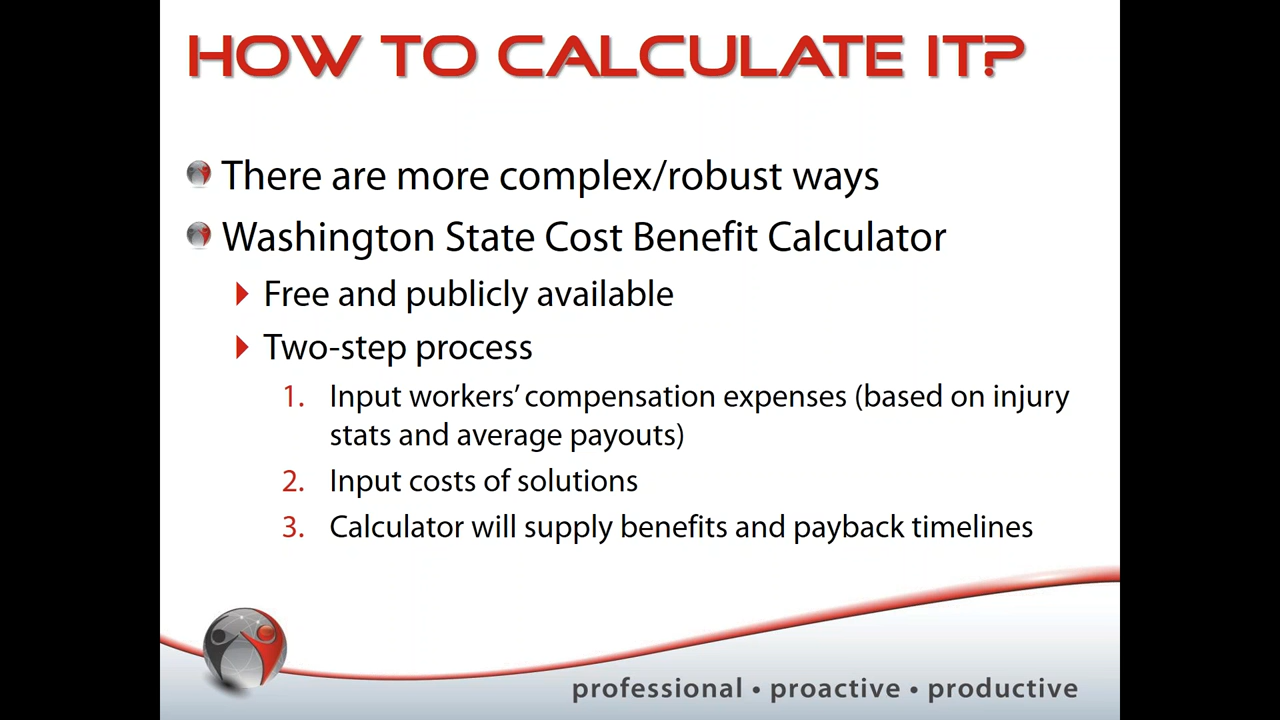 HOW TO CALCULATE IT?
There are more complex/robust ways
Washington State Cost Benefit Calculator
Free and publicly available
Two-step process
1. Input workers’ compensation expenses (based on injury
stats and average payouts)
2. Input costs of solutions
3. Calculator will supply benefits and payback timelines
professional • proactive • productive